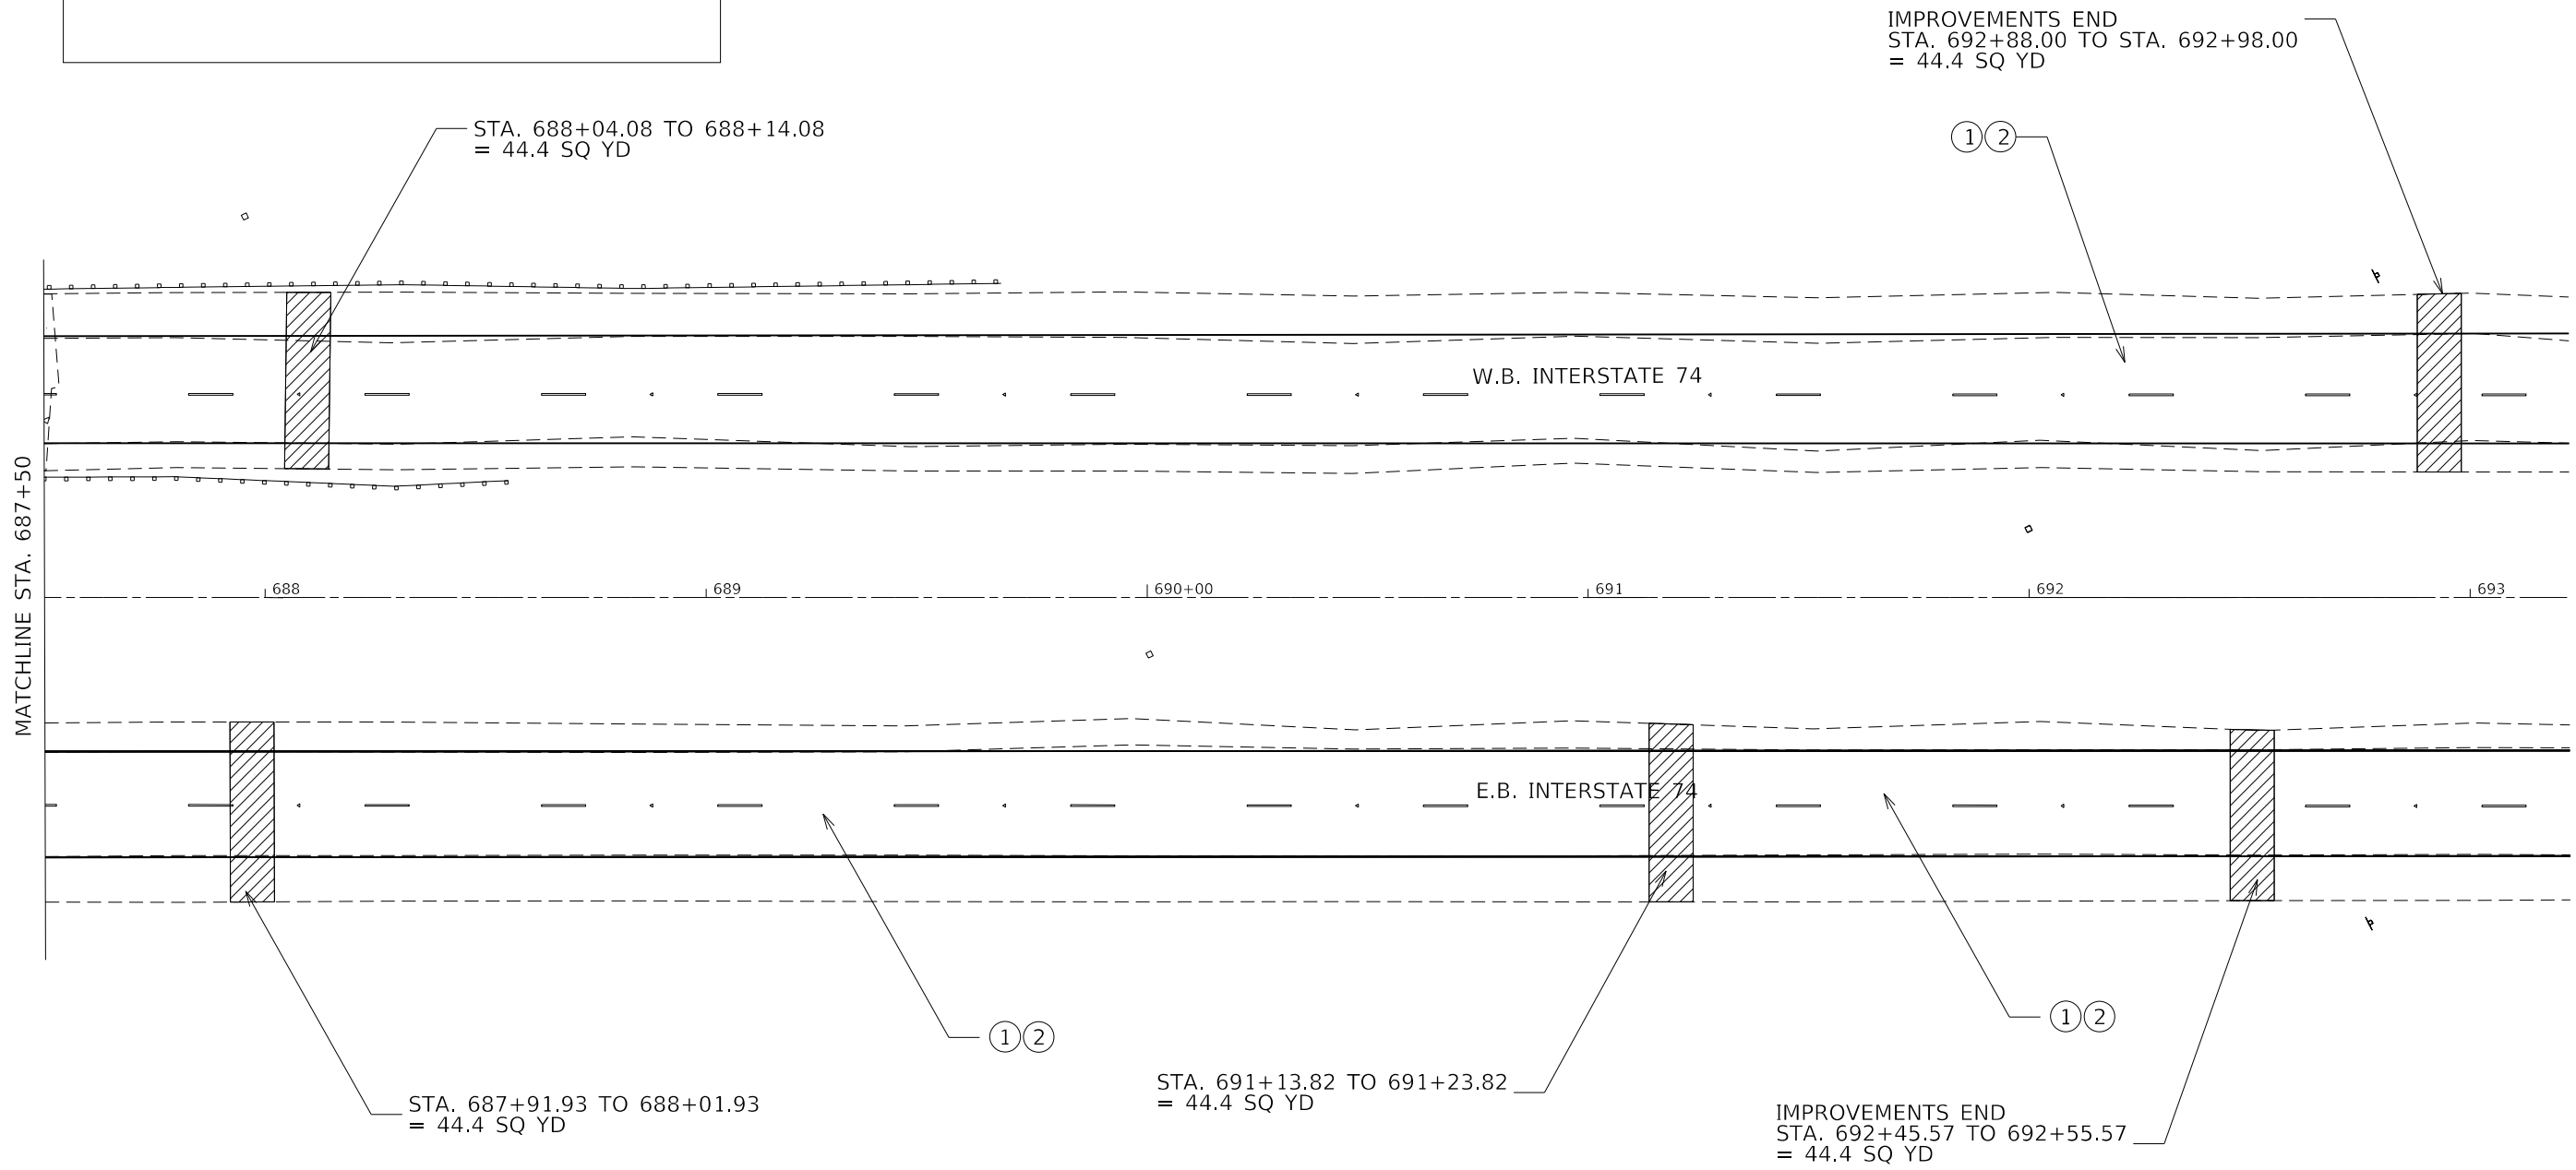 IMPROVEMENTS END
STA. 692+88.00 TO STA. 692+98.00
= 44.4 SQ YD
STA. 688+04.08 TO 688+14.08
= 44.4 SQ YD
1 2
W.B. INTERSTATE 74
MATCHLINE STA. 687+50
688
689
690+00
691
692
693
E.B. INTERSTATE 74
1 2
1 2
STA. 687+91.93 TO 688+01.93
= 44.4 SQ YD
STA. 691+13.82 TO 691+23.82
= 44.4 SQ YD
IMPROVEMENTS END
STA. 692+45.57 TO 692+55.57
= 44.4 SQ YD